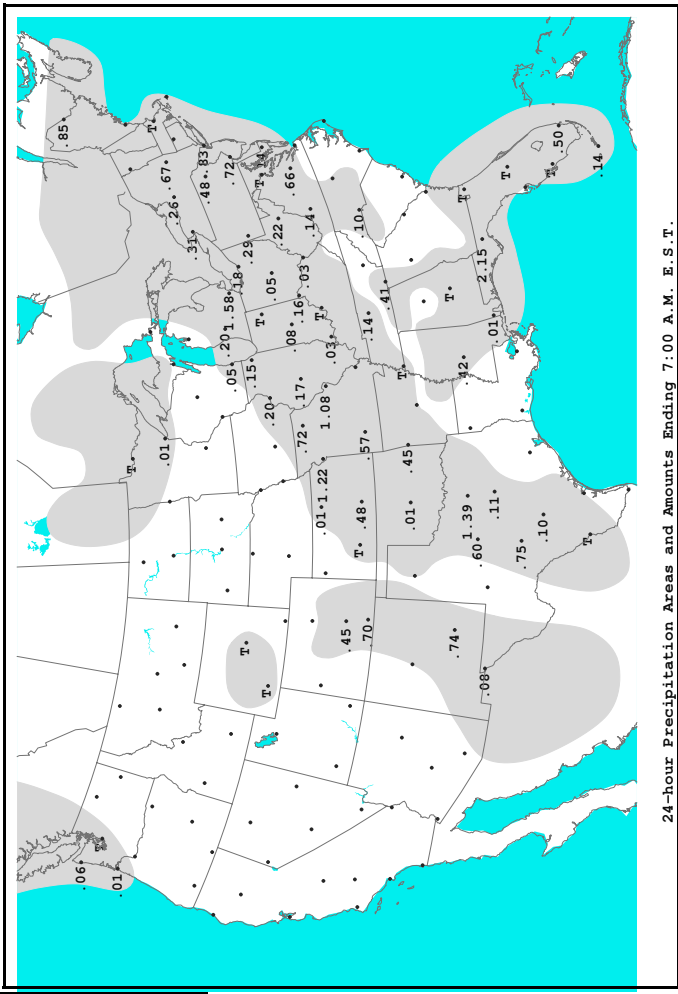 .85
.06
T
.01
T
T
.01 .67
.26
.31
.48 .83
.20 1.58 .72
.05 .18
T .15 .29
T T .14
T .20 .05 .22
.08 .66
.72 .17 .16 .03 .14
.01 1.22 1.08 T .03
.45 T .48 .10
.70 .57 .14
.41
.01 .45 T
.74 .42 T T
1.39
.60 2.15
.08 .11 .01
T
.75
.10 T .50
T .14
24-hour Precipitation Areas and Amounts Ending 7:00 A.M. E.S.T.